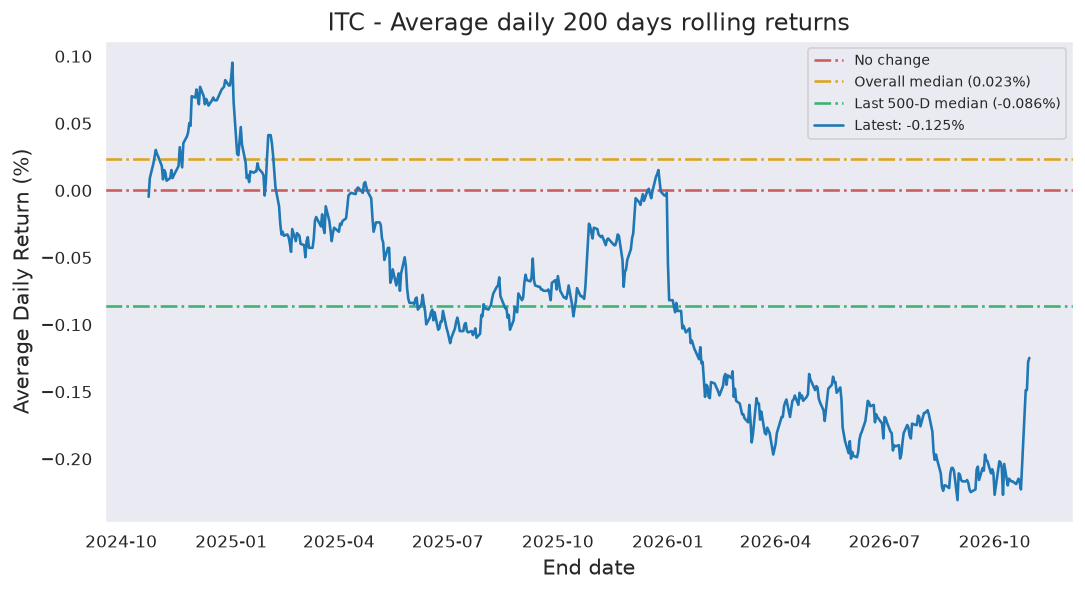 ITC - Average daily 200 days rolling returns
No change
Overall median (0.023%)
Last 500-D median (-0.086%)
Latest: -0.125%
Average Daily Return (%)
0.10
0.05
0.00
−0.05
−0.10
−0.15
−0.20
2024-10 2025-01 2025-04 2025-07 2025-10 2026-01 2026-04 2026-07 2026-10
End date